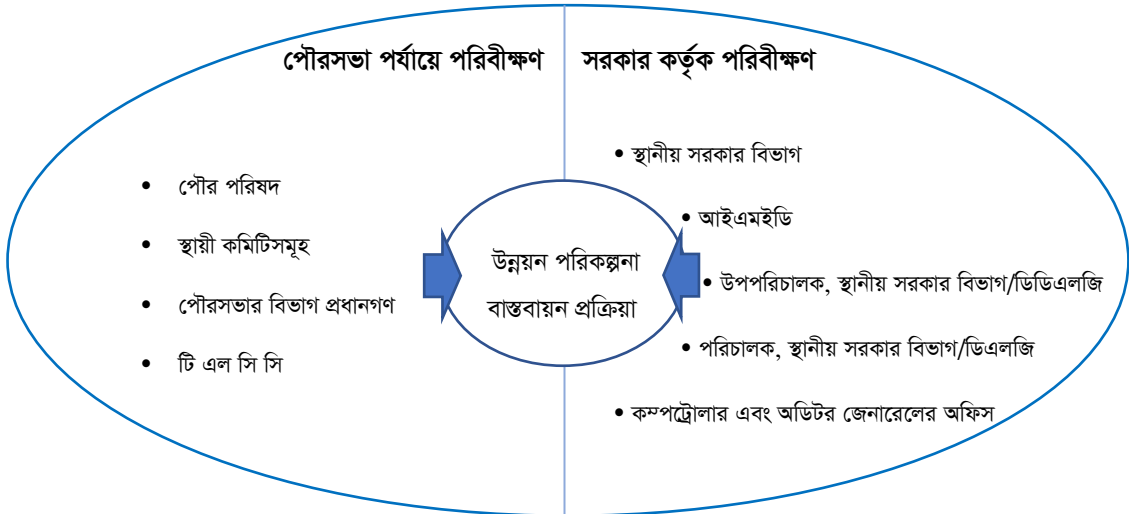 পৌরসভা পর্যায়ে পরিবীক্ষণ
• পৌর পরিষদ
• স্থায়ী কমিটিসমূহ
• পৌরসভার বিভাগ প্রধানগণ
• টি এল সি সি
উন্নয়ন পরিকল্পনা
বাস্তবায়ন প্রক্রিয়া
সরকার কর্তৃক পরিবীক্ষণ
• স্থানীয় সরকার বিভাগ
• আইএমইডি
• উপপরিচালক, স্থানীয় সরকার বিভাগ/ডিডিএলজি
• পরিচালক, স্থানীয় সরকার বিভাগ/ডিএলজি
• কম্পট্রোলার এবং অডিটর জেনারেলের অফিস